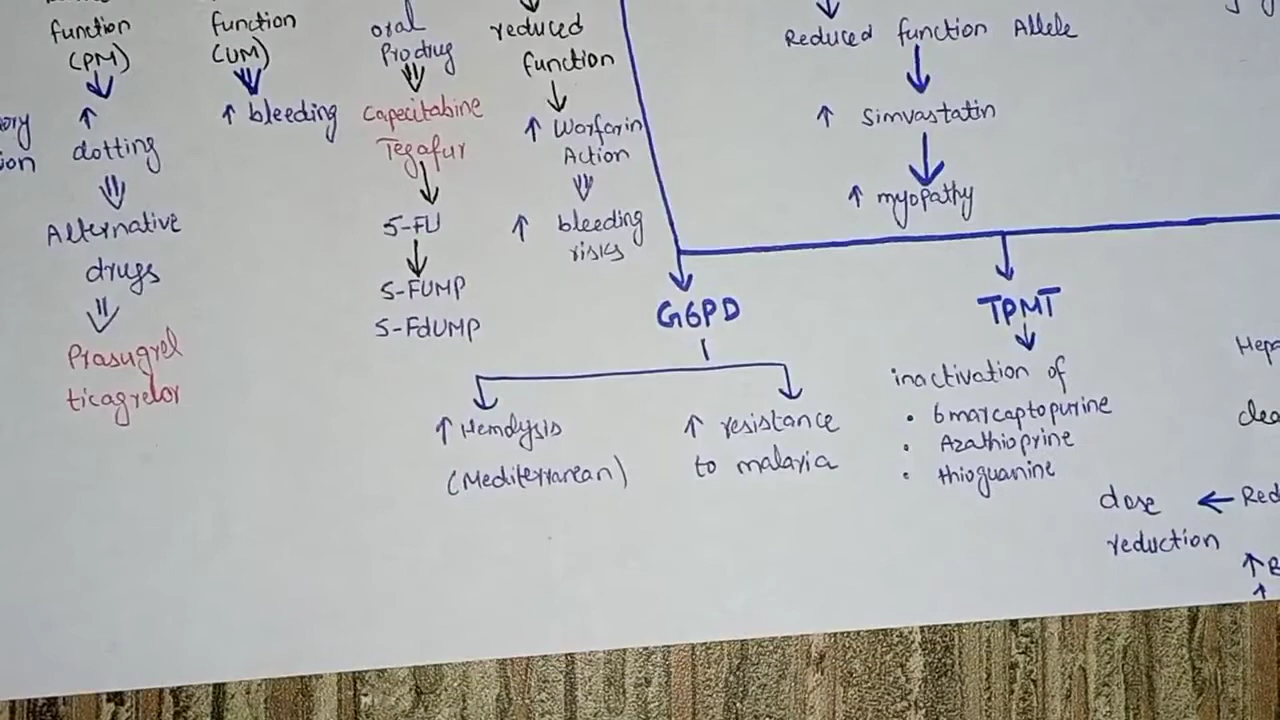 function
(PM)
↑
clotting
Alternative
drugs
Prasugrel
ticagrelor
function
(UM)
↑ bleeding
oral
Prodrug
Capecitabine
Tegafur
5-FU
5-FUMP
5-FdUMP
reduced
function
↑ Warfarin
Action
↑ bleeding
risks
Reduced function Allele
↑ Simvastatin
↑ myopathy
G6PD
↑ Hemolysis
(Mediterranean)
↑ resistance
to malaria
TPMT
inactivation of
• 6 marcaptopurine
• Azathioprine
• thioguanine
dose ←
reduction